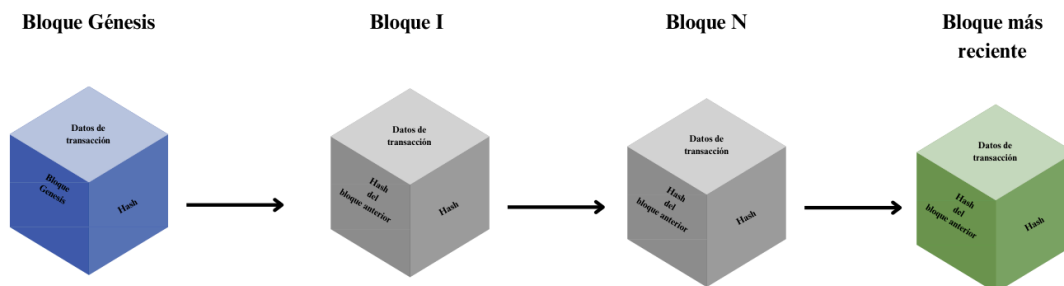 Bloque Génesis
Bloque I
Bloque N
Bloque más
reciente
Datos de
transacción
Bloque
Genesis
Hash
Datos de
transacción
Hash
del
bloque anterior
Hash
Datos de
transacción
Hash
del
bloque anterior
Hash
Datos de
transacción
Hash
del
bloque anterior
Hash